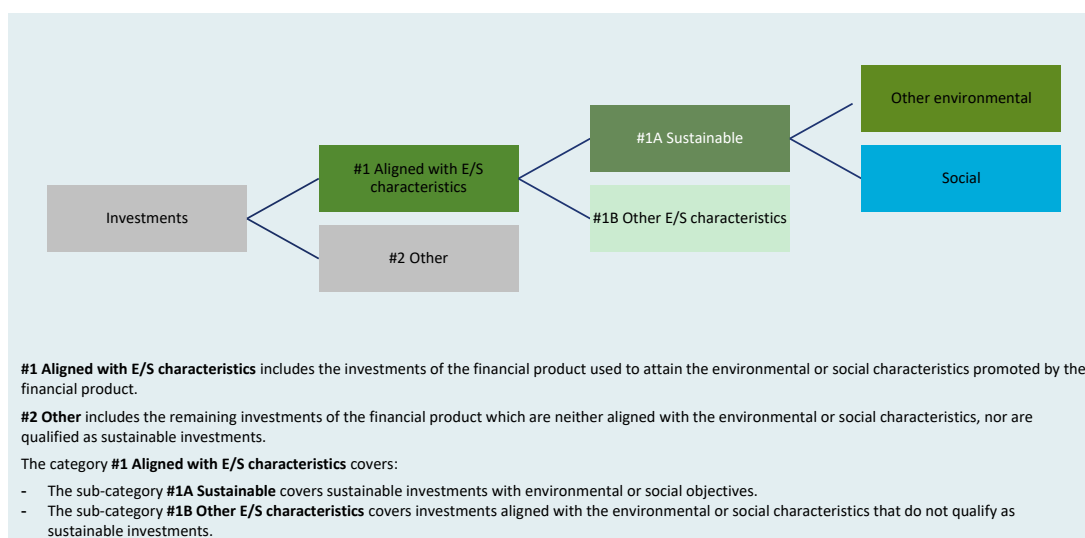 Other environmental
#1A Sustainable
#1 Aligned with E/S
characteristics
Social
Investments
#1B Other E/S characteristics
#2 Other
#1 Aligned with E/S characteristics includes the investments of the financial product used to attain the environmental or social characteristics promoted by the
financial product.
#2 Other includes the remaining investments of the financial product which are neither aligned with the environmental or social characteristics, nor are
qualified as sustainable investments.
The category #1 Aligned with E/S characteristics covers:
- The sub-category #1A Sustainable covers sustainable investments with environmental or social objectives.
- The sub-category #1B Other E/S characteristics covers investments aligned with the environmental or social characteristics that do not qualify as
sustainable investments.